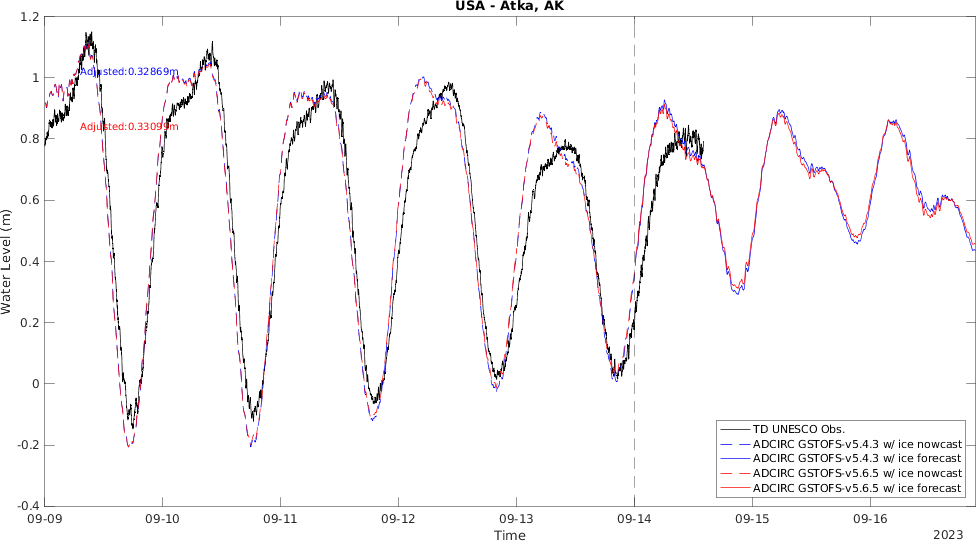 USA - Atka, AK
1.2
1
0.8
0.6
0.4
0.2
0
-0.2
-0.4
Water Level (m)
Adjusted:0.32869m
Adjusted:0.33099m
TD UNESCO Obs.
ADCIRC GSTOFS-v5.4.3 w/ ice nowcast
ADCIRC GSTOFS-v5.4.3 w/ ice forecast
ADCIRC GSTOFS-v5.6.5 w/ ice nowcast
ADCIRC GSTOFS-v5.6.5 w/ ice forecast
09-09 09-10 09-11 09-12 09-13 09-14 09-15 09-16
Time
2023